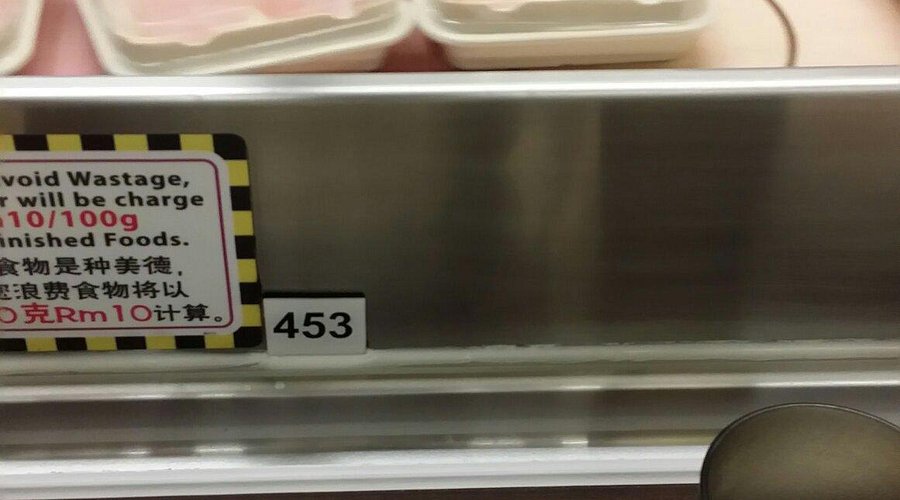 void Wastage,
r will be charge
10/100g
inished Foods.
食物是种美德,
浪费食物将以
0克Rm10计算。
453